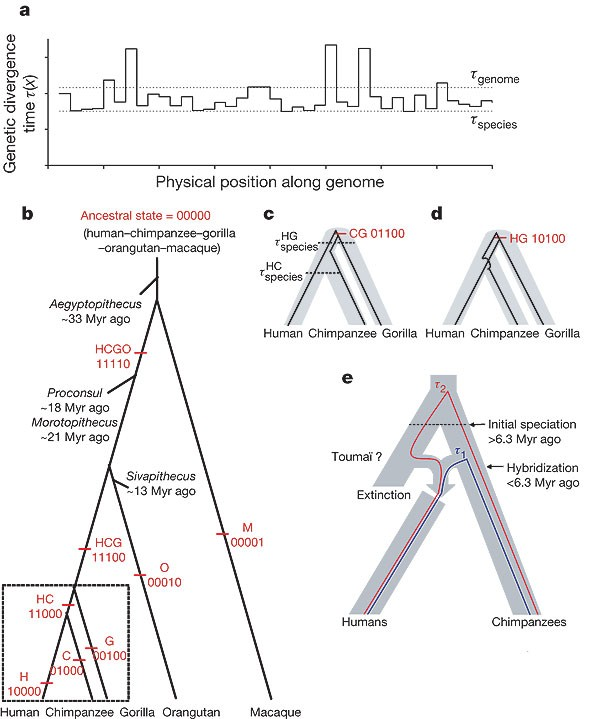 a
Genetic divergence
time τ(x)
τgenome
τspecies
Physical position along genome
b
Ancestral state = 00000
(human–chimpanzee–gorilla
–orangutan–macaque)
Aegyptopithecus
~33 Myr ago
HCGO
11110
Proconsul
~18 Myr ago
Morotopithecus
~21 Myr ago
Sivapithecus
~13 Myr ago
HCG
11100
M
00001
O
00010
HC
11000
G
00100
C
01000
H
10000
Human Chimpanzee Gorilla Orangutan Macaque
c
CG 01100
τHG species
τHC species
Human Chimpanzee Gorilla
d
HG 10100
Human Chimpanzee Gorilla
e
τ2
Initial speciation
>6.3 Myr ago
Toumaï ?
τ1
Hybridization
<6.3 Myr ago
Extinction
Humans
Chimpanzees